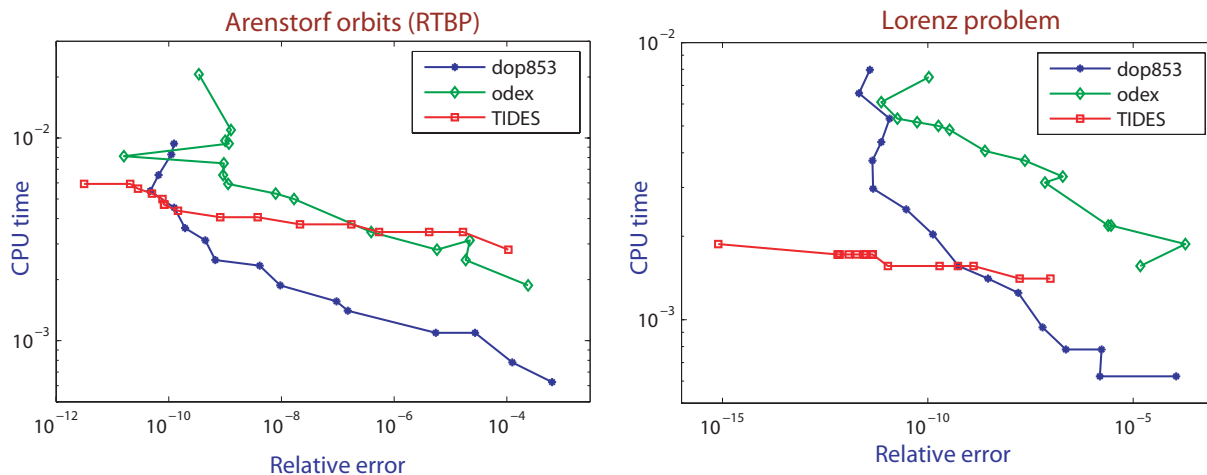 Arenstorf orbits (RTBP)
dop853
odex
TIDES
10^−2
10^−3
CPU time
10^−12
10^−10
10^−8
10^−6
10^−4
Relative error
Lorenz problem
dop853
odex
TIDES
10^−2
10^−3
CPU time
10^−15
10^−10
10^−5
Relative error